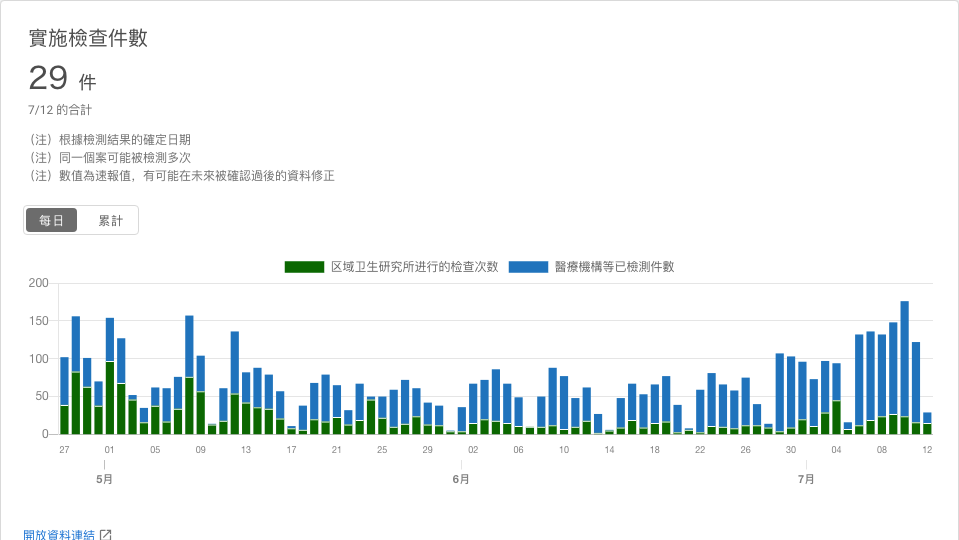 實施檢查件數
29 件
7/12 的合計
（注）根據檢測結果的確定日期
（注）同一個案可能被檢測多次
（注）數值為速報值，有可能在未來被確認過後的資料修正
每日 累計
区域卫生研究所进行的检查次数 醫療機構等已檢測件數
200
150
100
50
0
27 01 05 09 13 17 21 25 29 02 06 10 14 18 22 26 30 04 08 12
5月 6月 7月
開放資料連結